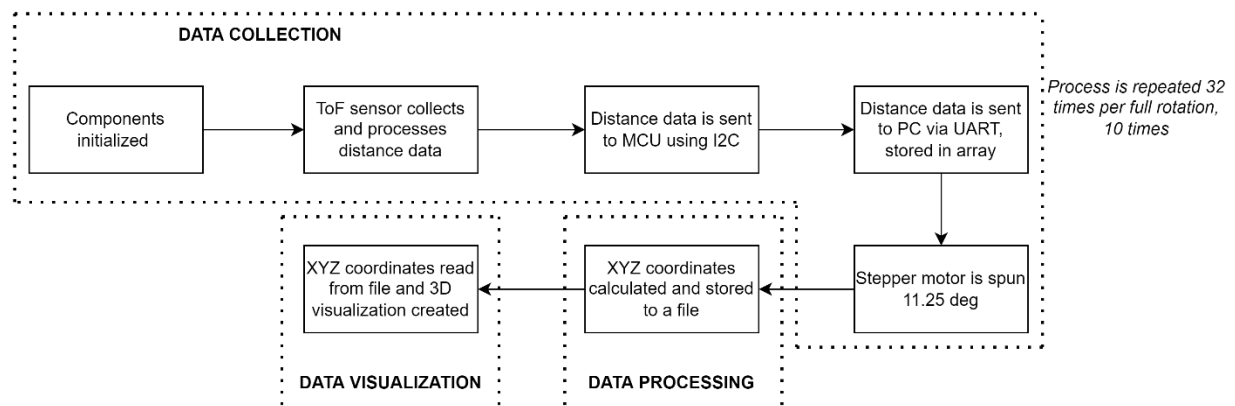 DATA COLLECTION
Components
initialized
ToF sensor collects
and processes
distance data
Distance data is sent
to MCU using I2C
Distance data is sent
to PC via UART,
stored in array
Process is repeated 32
times per full rotation,
10 times
Stepper motor is spun
11.25 deg
XYZ coordinates
calculated and stored
to a file
XYZ coordinates read
from file and 3D
visualization created
DATA VISUALIZATION
DATA PROCESSING